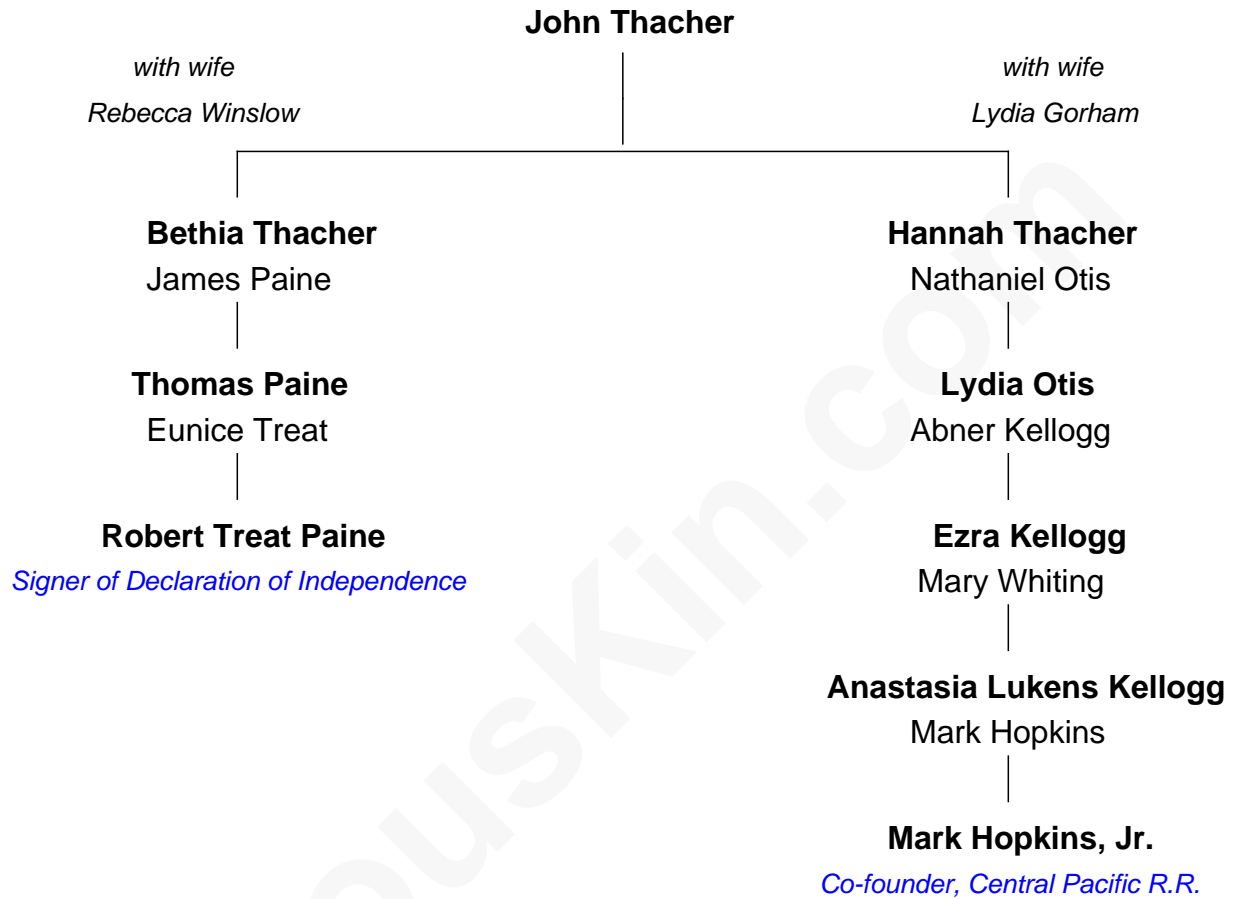 John Thacher
with wife
Rebecca Winslow
with wife
Lydia Gorham
Bethia Thacher
James Paine
Hannah Thacher
Nathaniel Otis
Thomas Paine
Eunice Treat
Lydia Otis
Abner Kellogg
Robert Treat Paine
Signer of Declaration of Independence
Ezra Kellogg
Mary Whiting
Anastasia Lukens Kellogg
Mark Hopkins
Mark Hopkins, Jr.
Co-founder, Central Pacific R.R.
ousKin.com